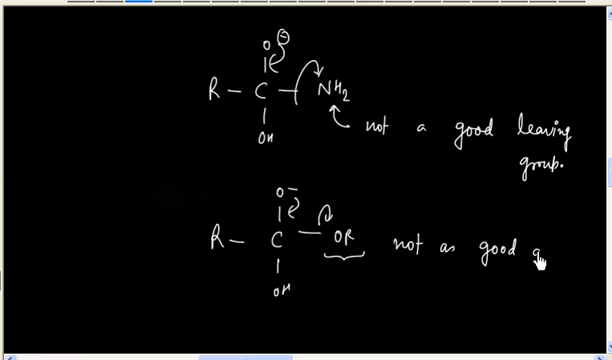 O ⊖
R – C – NH2
OH
not a good leaving
group.
O –
R – C – OR
OH
not as good